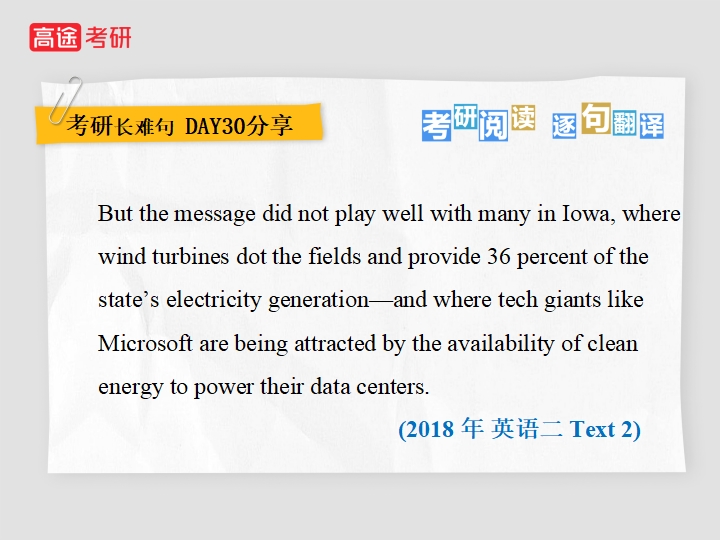 高途考研
考研长难句 DAY30分享
考研阅读 逐句翻译
But the message did not play well with many in Iowa, where
wind turbines dot the fields and provide 36 percent of the
state’s electricity generation—and where tech giants like
Microsoft are being attracted by the availability of clean
energy to power their data centers.
(2018 年 英语二 Text 2)